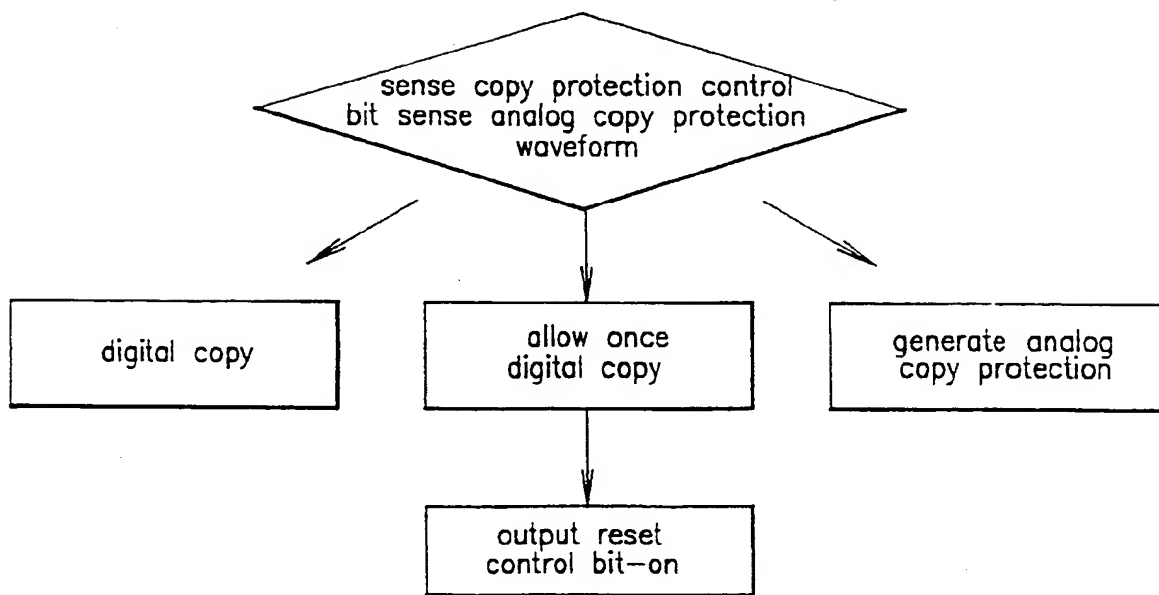 sense copy protection control
bit sense analog copy protection
waveform
digital copy
allow once
digital copy
generate analog
copy protection
output reset
control bit-on